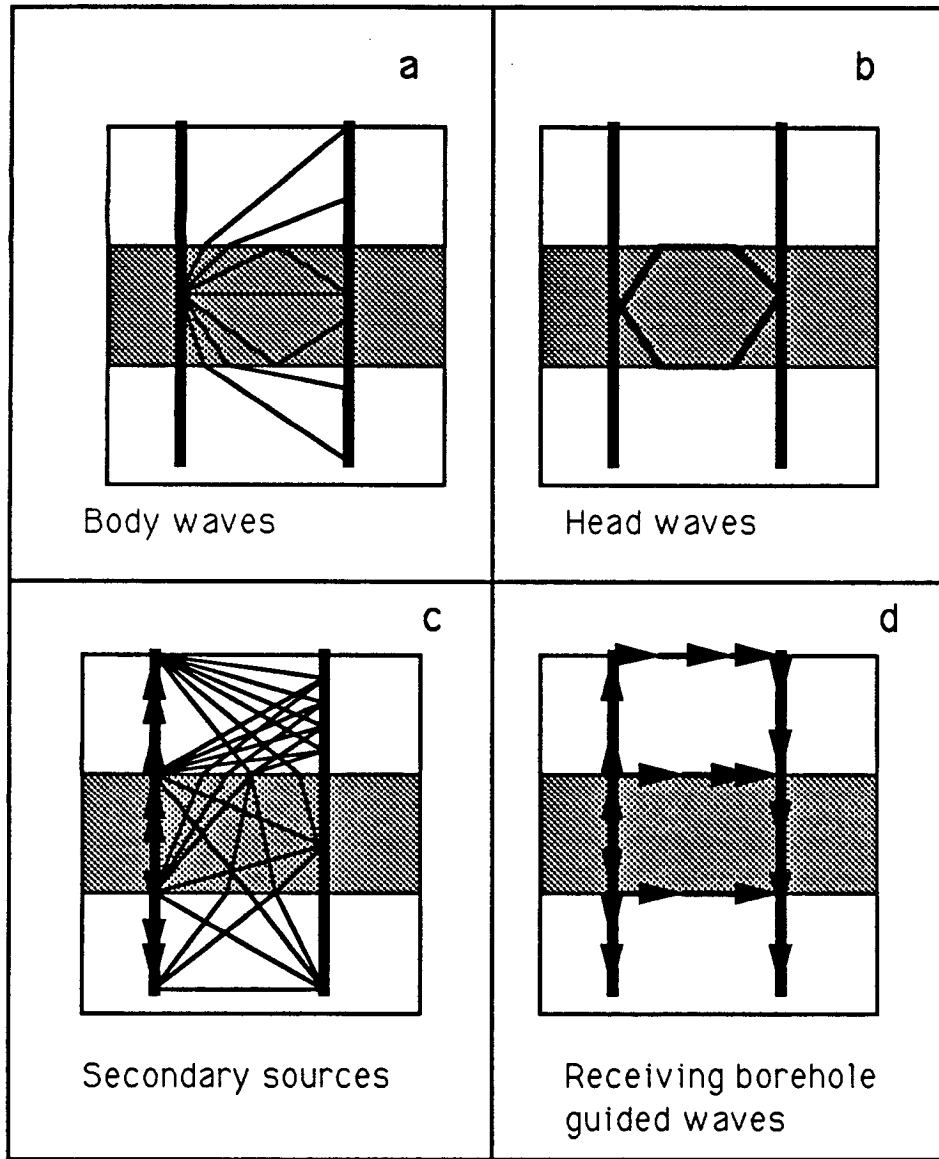 a
b
Body waves
Head waves
c
d
Secondary sources
Receiving borehole
guided waves